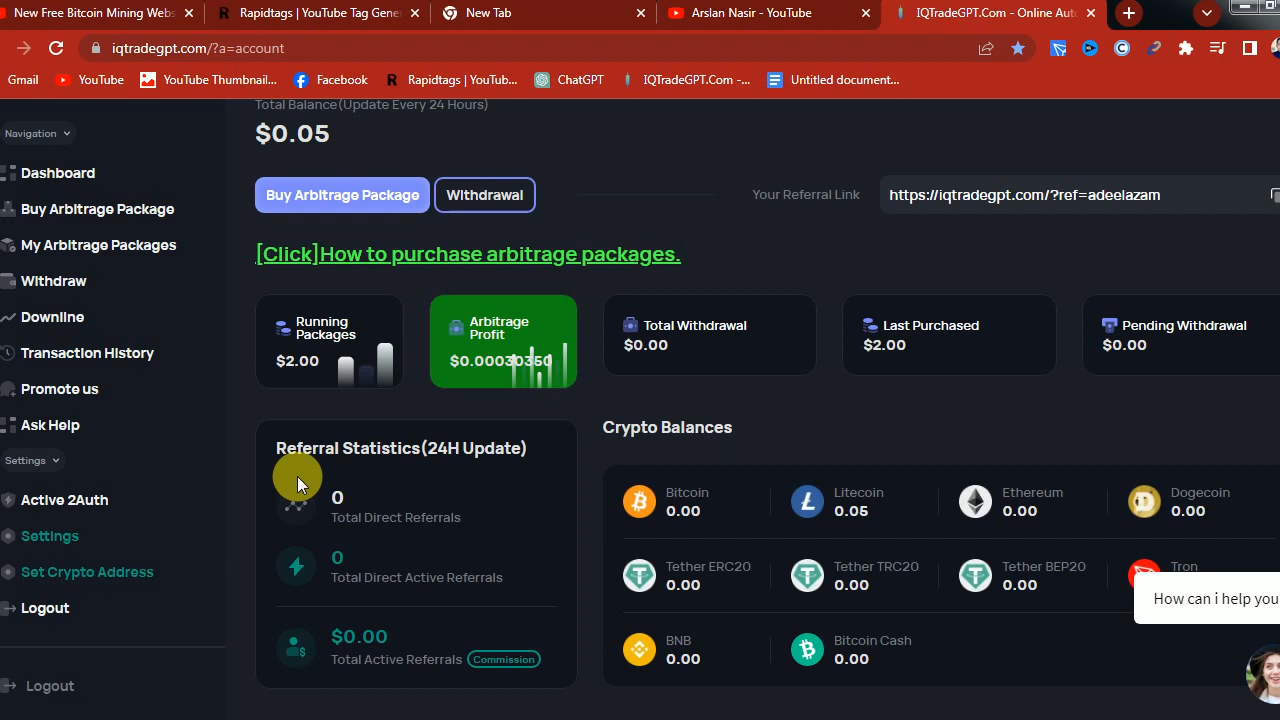 New Free Bitcoin Mining Webs
Rapidtags | YouTube Tag Gene
New Tab
Arslan Nasir - YouTube
IQTradeGPT.Com - Online Aut
iqtradegpt.com/?a=account
Gmail
YouTube
YouTube Thumbnail...
Facebook
Rapidtags | YouTub...
ChatGPT
IQTradeGPT.Com -...
Untitled document...
Navigation
Dashboard
Buy Arbitrage Package
My Arbitrage Packages
Withdraw
Downline
Transaction History
Promote us
Ask Help
Settings
Active 2Auth
Settings
Set Crypto Address
Logout
Logout
Total Balance(Update Every 24 Hours)
$0.05
Buy Arbitrage Package
Withdrawal
Your Referral Link
https://iqtradegpt.com/?ref=adeelazam
[Click]How to purchase arbitrage packages.
Running
Packages
$2.00
Arbitrage
Profit
$0.00030350
Total Withdrawal
$0.00
Last Purchased
$2.00
Pending Withdrawal
$0.00
Referral Statistics(24H Update)
0
Total Direct Referrals
0
Total Direct Active Referrals
$0.00
Total Active Referrals Commission
Crypto Balances
Bitcoin
0.00
Litecoin
0.05
Ethereum
0.00
Dogecoin
0.00
Tether ERC20
0.00
Tether TRC20
0.00
Tether BEP20
0.00
Tron
BNB
0.00
Bitcoin Cash
0.00
How can i help you